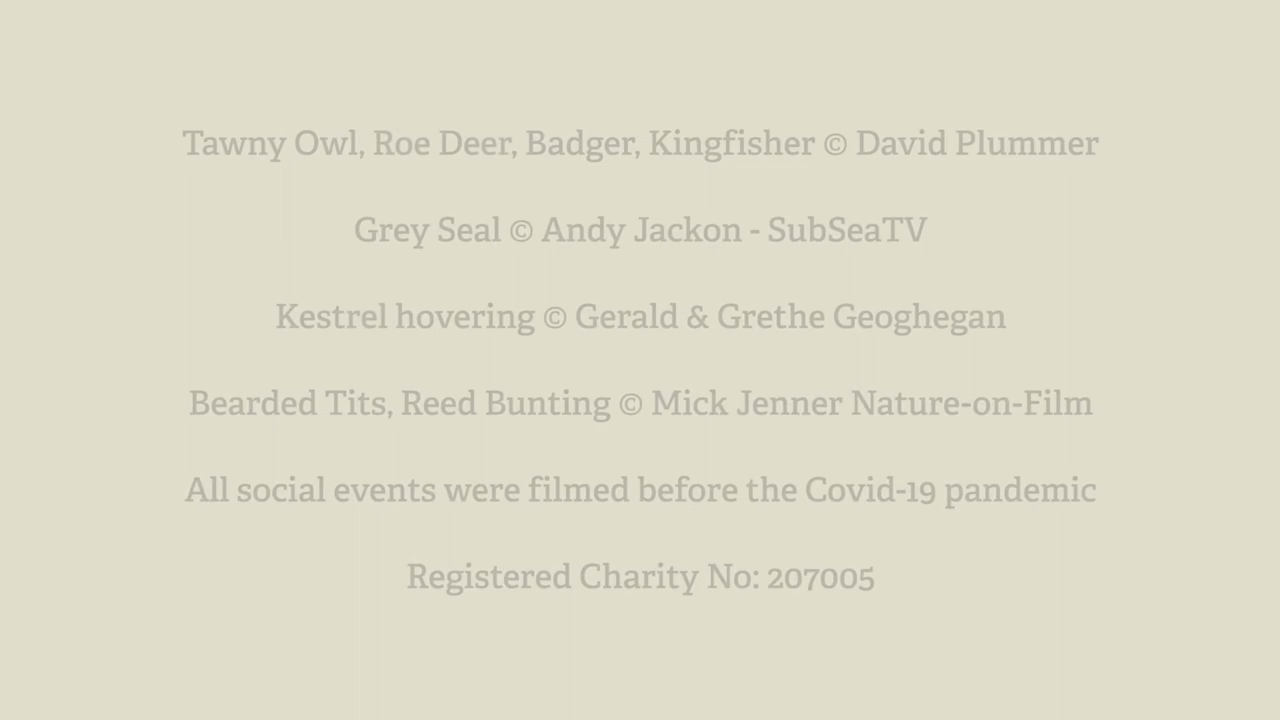 Tawny Owl, Roe Deer, Badger, Kingfisher © David Plummer
Grey Seal © Andy Jackon - SubSeaTV
Kestrel hovering © Gerald & Grethe Geoghegan
Bearded Tits, Reed Bunting © Mick Jenner Nature-on-Film
All social events were filmed before the Covid-19 pandemic
Registered Charity No: 207005